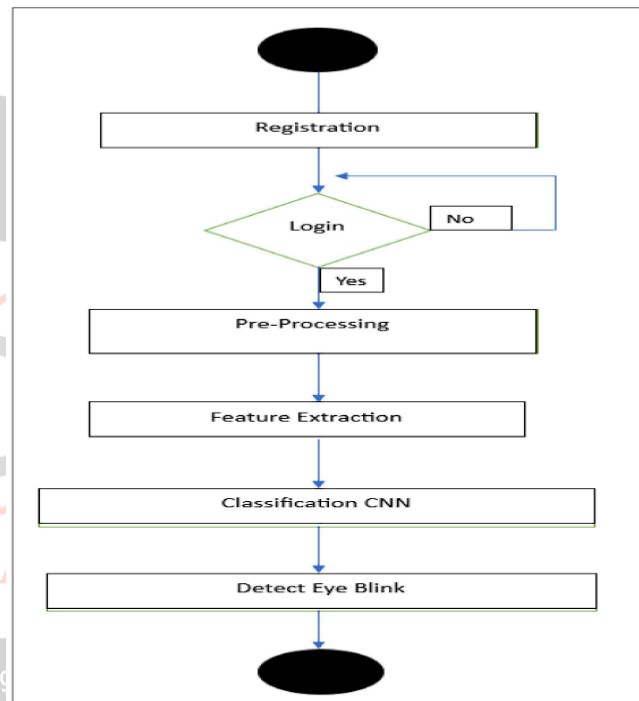 Registration
Login
No
Yes
Pre-Processing
Feature Extraction
Classification CNN
Detect Eye Blink